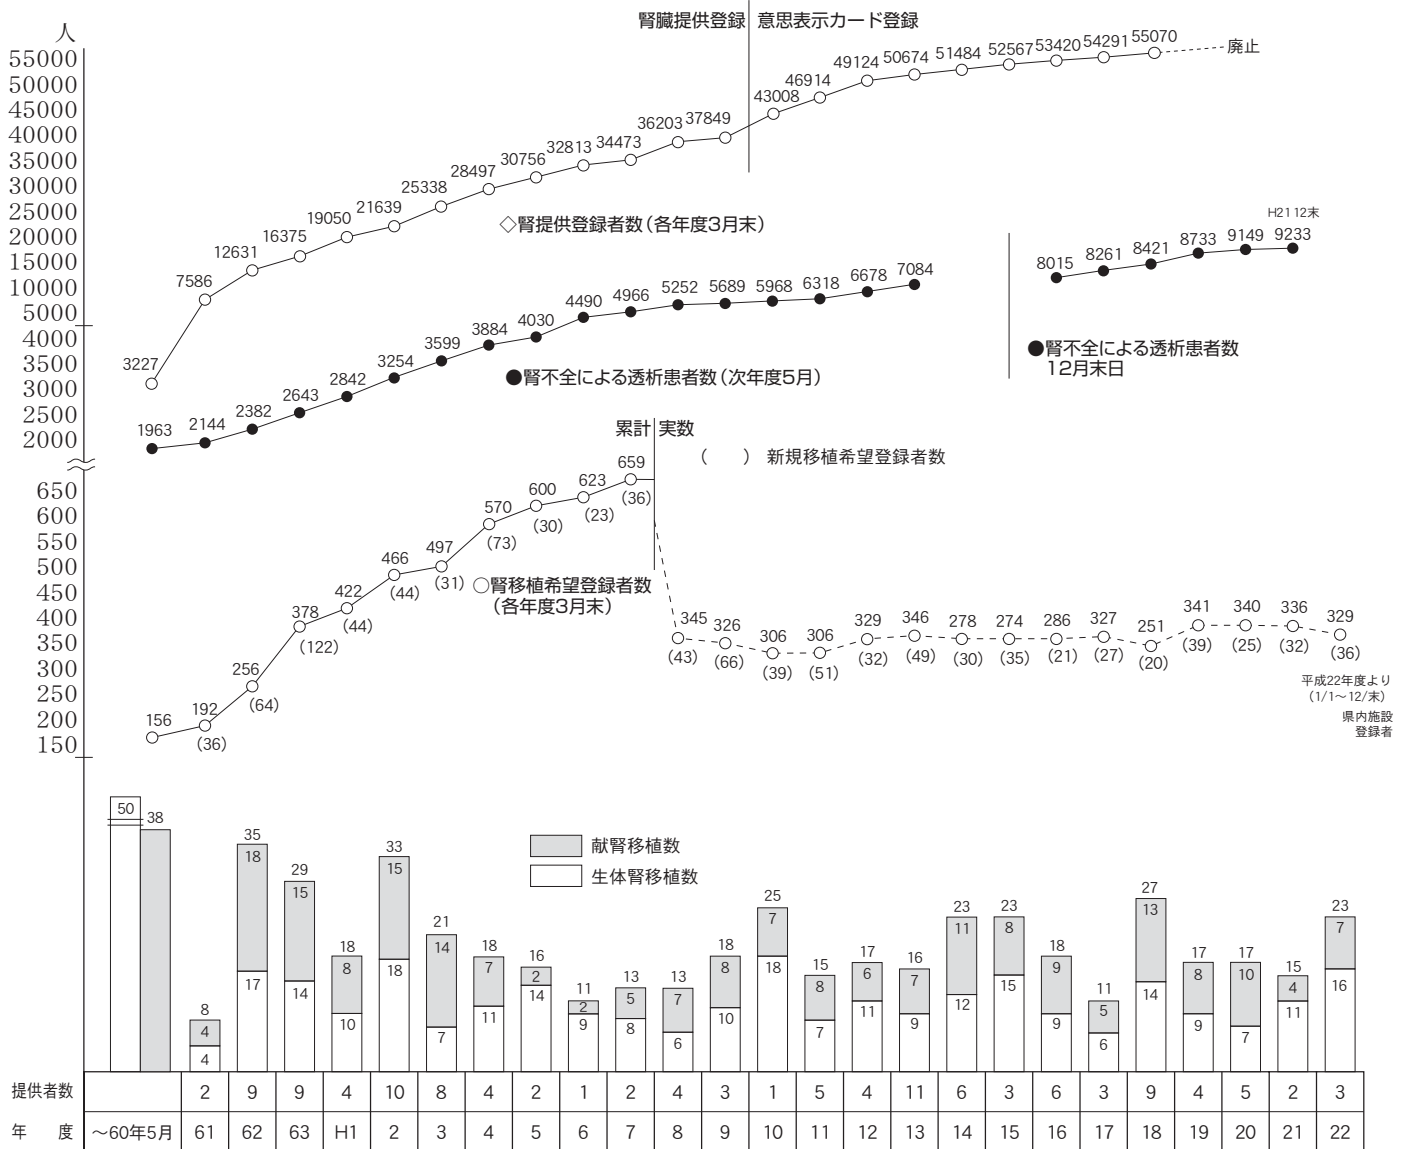 腎臓提供登録 意思表示カード登録
人
55000
50000
45000
40000
35000
30000
25000
20000
15000
10000
5000
4000
3500
3000
2500
2000
650
600
550
500
450
400
350
300
250
200
150
3227 7586 12631 16375 19050 21639 25338 28497 30756 32813 34473 36203 37849 43008 46914 49124 50674 51484 52567 53420 54291 55070 廃止
◇腎提供登録者数(各年度3月末)
H21 12末
1963 2144 2382 2643 2842 3254 3599 3884 4030 4490 4966 5252 5689 5968 6318 6678 7084 8015 8261 8421 8733 9149 9233
●腎不全による透析患者数(次年度5月)
●腎不全による透析患者数
12月末日
累計 実数
( ) 新規移植希望登録者数
156 192 256 378 422 466 497 570 600 623 659 345 326 306 306 329 346 278 274 286 327 251 341 340 336 329
(36) (64) (122) (44) (44) (31) (73) (30) (23) (36) (43) (66) (39) (51) (32) (49) (30) (35) (21) (27) (20) (39) (25) (32) (36)
○腎移植希望登録者数
(各年度3月末)
平成22年度より
(1/1〜12/末)
県内施設
登録者
献腎移植数
生体腎移植数
50 38
8 35 29 18 33 21 18 16 11 13 13 18 25 15 17 16 23 23 18 11 27 17 17 15 23
4 18 15 8 15 14 7 2 2 5 7 8 7 8 6 7 11 8 9 5 13 8 10 4 7
4 17 14 10 18 7 11 14 9 8 6 10 18 7 11 9 12 15 9 6 14 9 7 11 16
提供者数 2 9 9 4 10 8 4 2 1 2 4 3 1 5 4 11 6 3 6 3 9 4 5 2 3
年 度 〜60年5月 61 62 63 H1 2 3 4 5 6 7 8 9 10 11 12 13 14 15 16 17 18 19 20 21 22